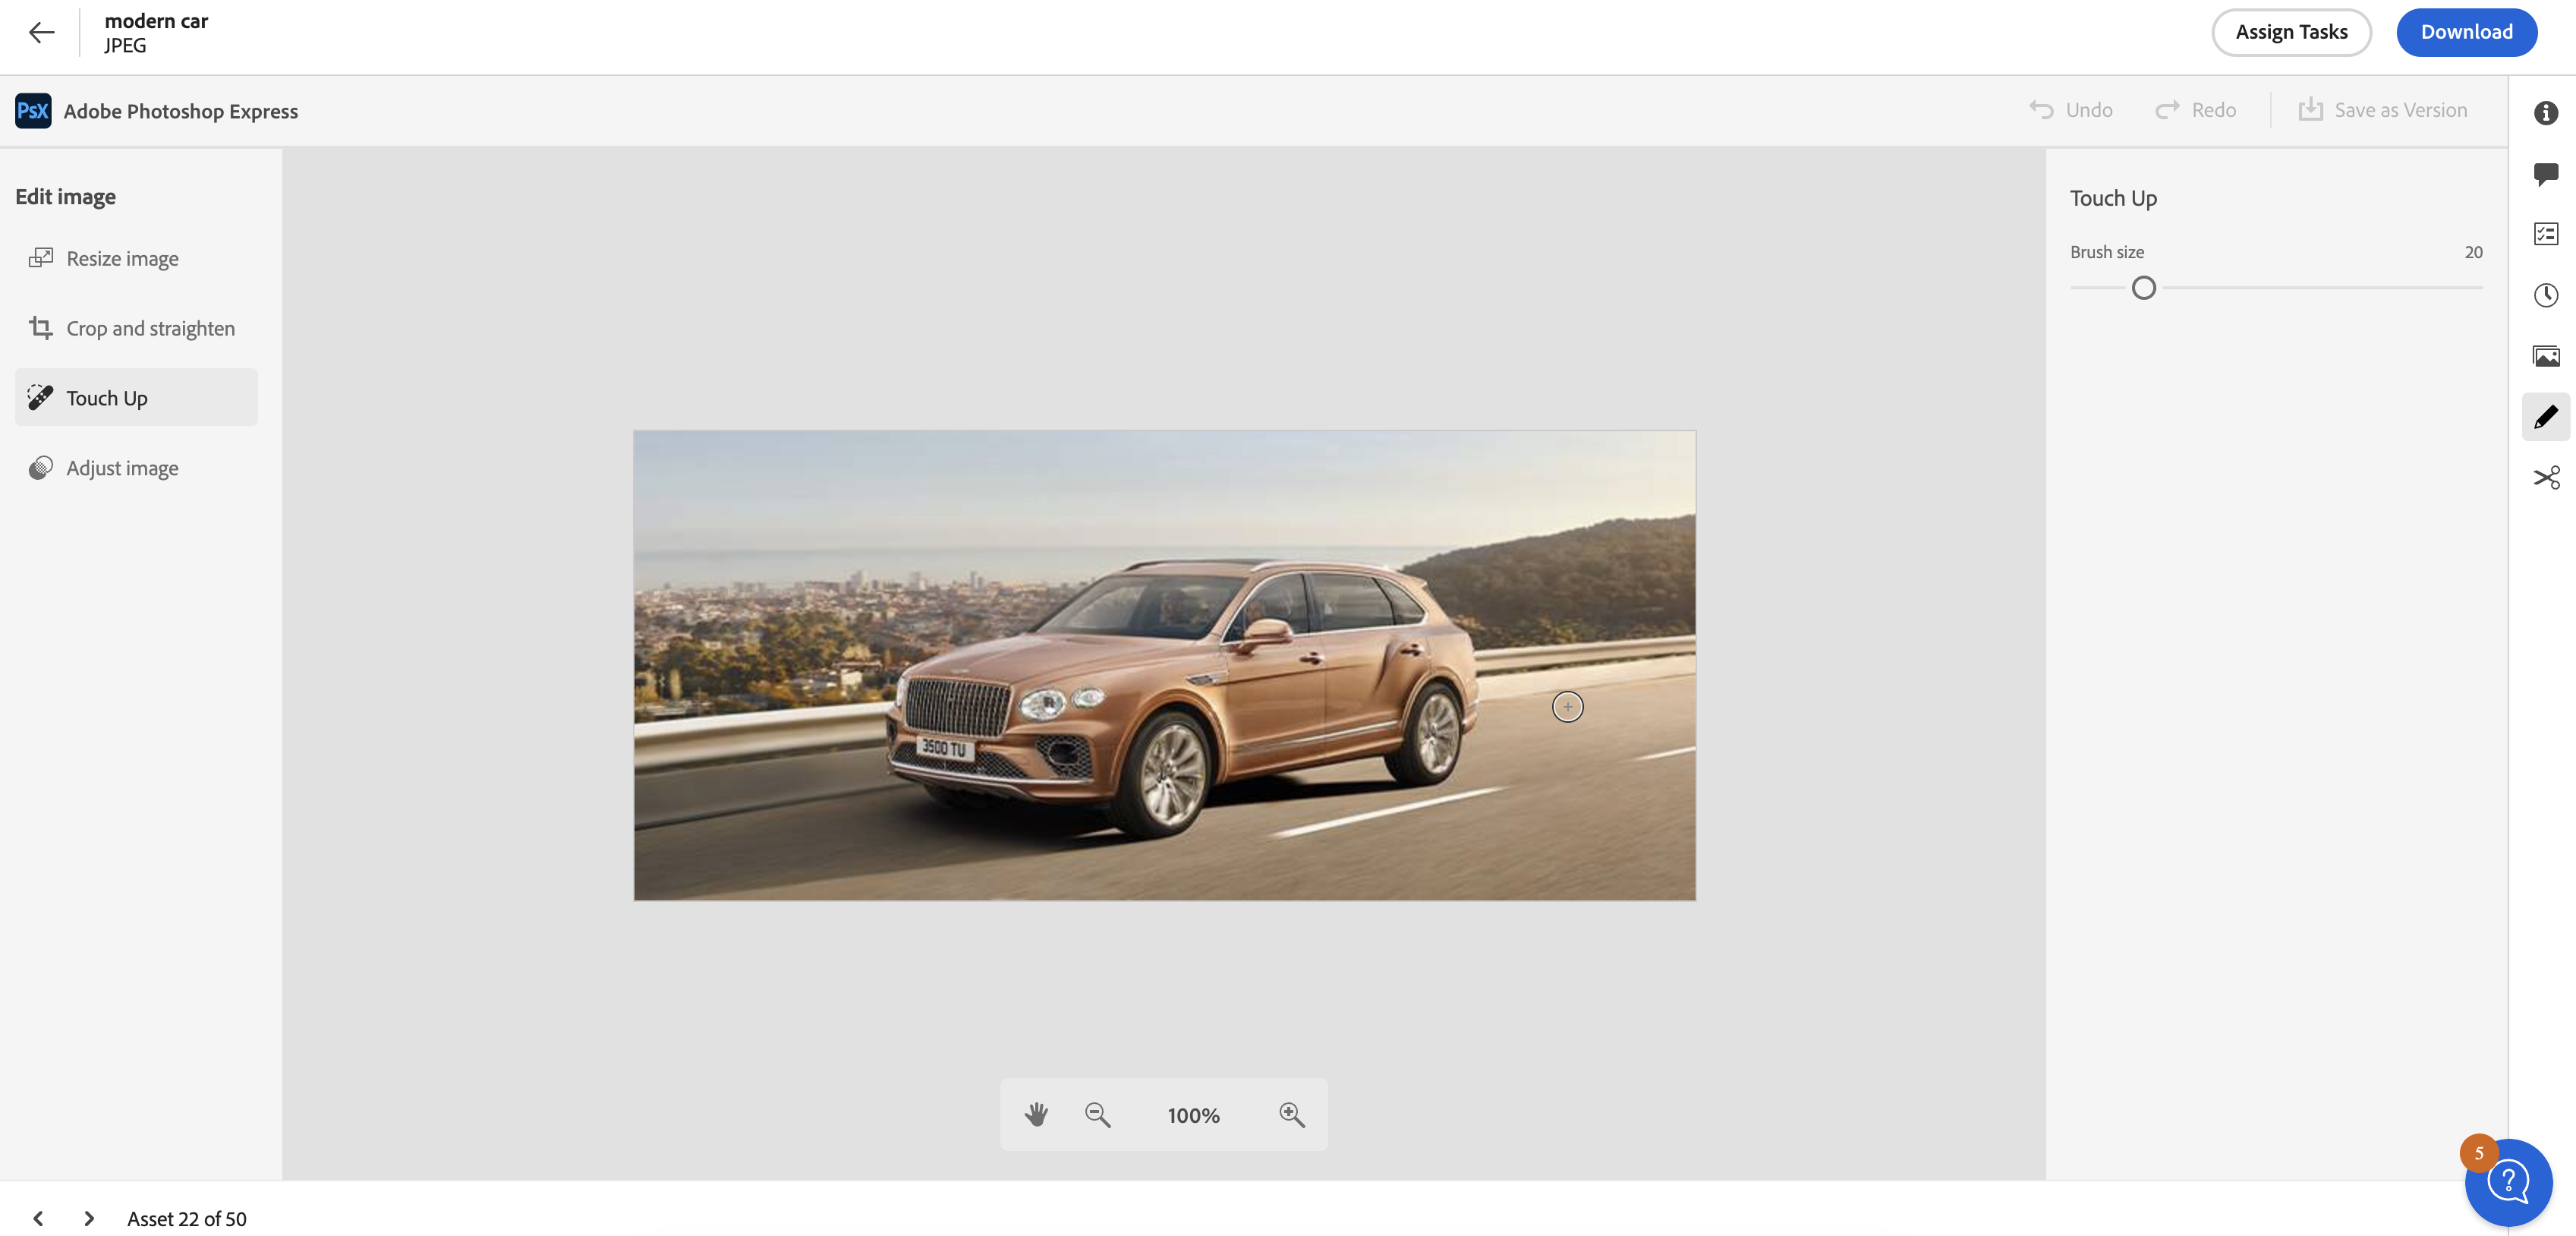 modern car
JPEG
Assign Tasks
Download
PsX
Adobe Photoshop Express
Undo
Redo
Save as Version
Edit image
Resize image
Crop and straighten
Touch Up
Adjust image
Touch Up
Brush size
20
3500 TU
100%
5
?
Asset 22 of 50